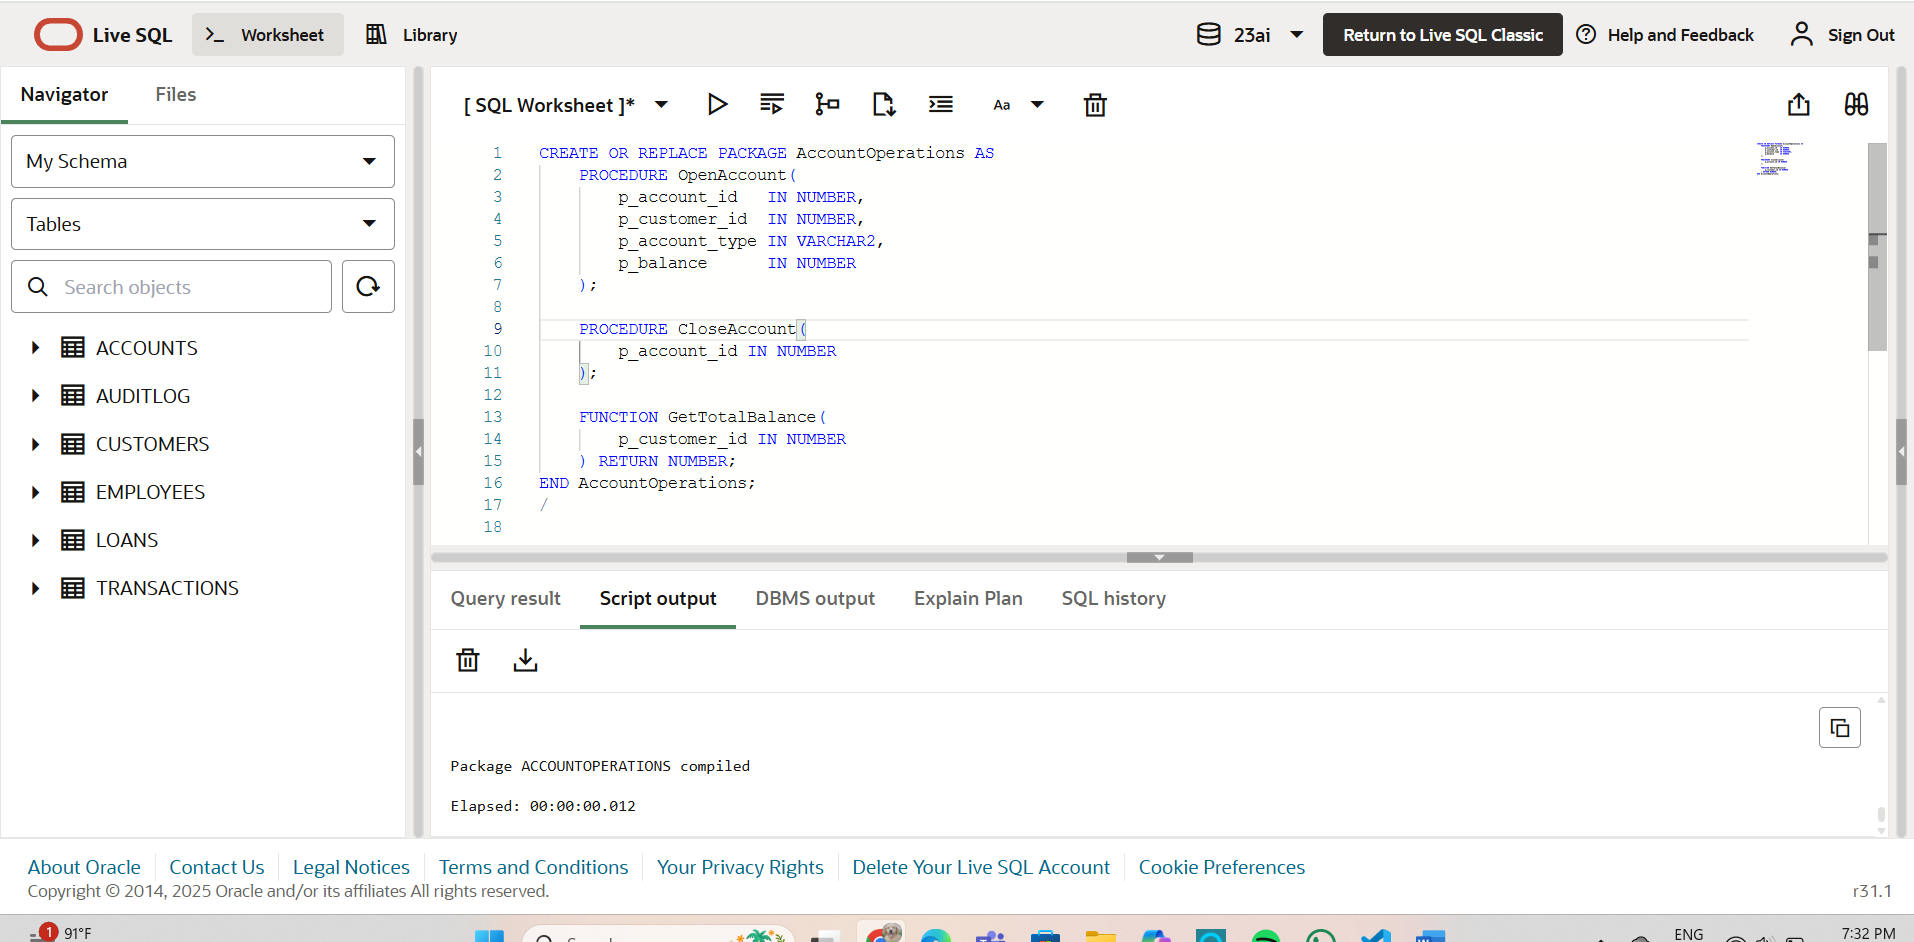 Live SQL
Worksheet
Library
23ai
Return to Live SQL Classic
Help and Feedback
Sign Out
Navigator
Files
My Schema
Tables
Search objects
ACCOUNTS
AUDITLOG
CUSTOMERS
EMPLOYEES
LOANS
TRANSACTIONS
[ SQL Worksheet ]*
Aa
1 CREATE OR REPLACE PACKAGE AccountOperations AS
2 PROCEDURE OpenAccount(
3 p_account_id IN NUMBER,
4 p_customer_id IN NUMBER,
5 p_account_type IN VARCHAR2,
6 p_balance IN NUMBER
7 );
8
9 PROCEDURE CloseAccount(
10 p_account_id IN NUMBER
11 );
12
13 FUNCTION GetTotalBalance(
14 p_customer_id IN NUMBER
15 ) RETURN NUMBER;
16 END AccountOperations;
17 /
18
Query result
Script output
DBMS output
Explain Plan
SQL history
Package ACCOUNTOPERATIONS compiled
Elapsed: 00:00:00.012
About Oracle
Contact Us
Legal Notices
Terms and Conditions
Your Privacy Rights
Delete Your Live SQL Account
Cookie Preferences
Copyright © 2014, 2025 Oracle and/or its affiliates All rights reserved.
r31.1
1
91°F
ENG
7:32 PM